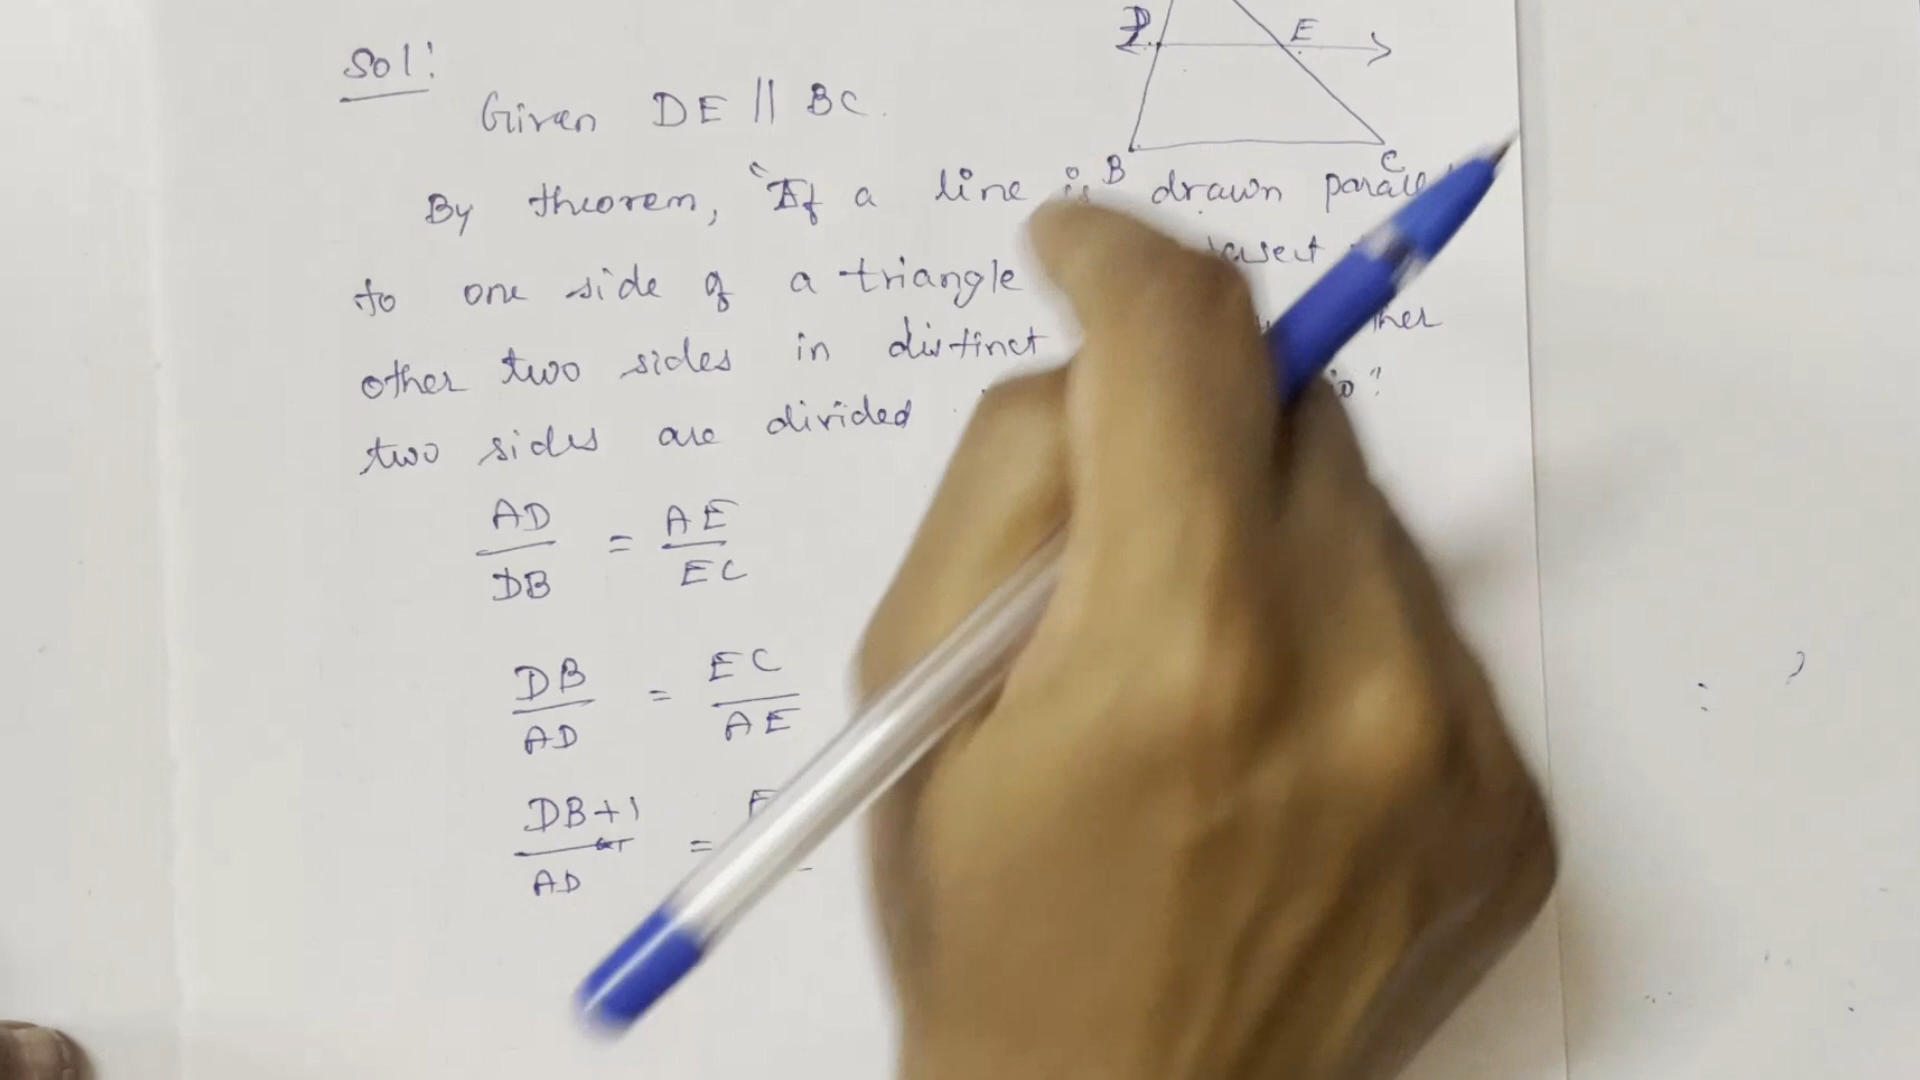 Sol!
D E
Given DE || BC.
B C
By theorem, "If a line is drawn
to one side of a triangle
other two sides in distinct
two sides are divided
AD/DB = AE/EC
DB/AD = EC/AE
DB+1/AD =